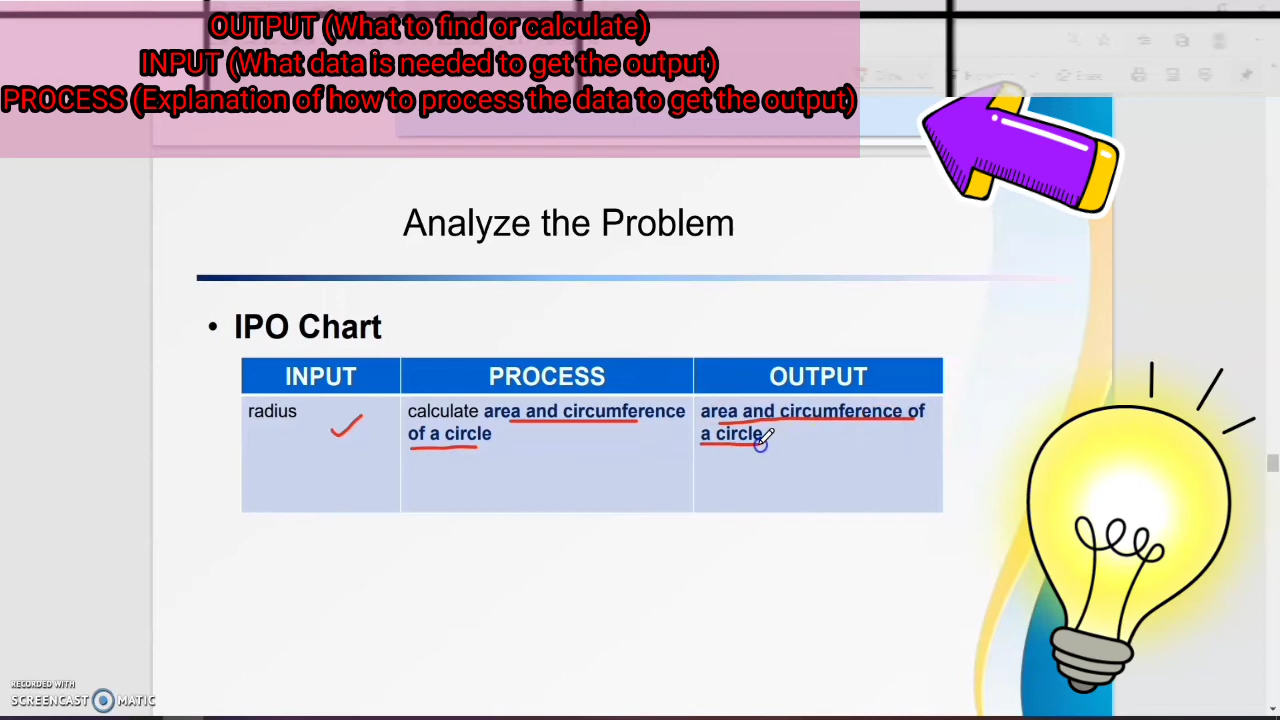 OUTPUT (What to find or calculate)
INPUT (What data is needed to get the output)
PROCESS (Explanation of how to process the data to get the output)
Analyze the Problem
• IPO Chart
INPUT PROCESS OUTPUT
radius
calculate area and circumference
of a circle
area and circumference of
a circle
RECORDED WITH
SCREENCAST MATIC